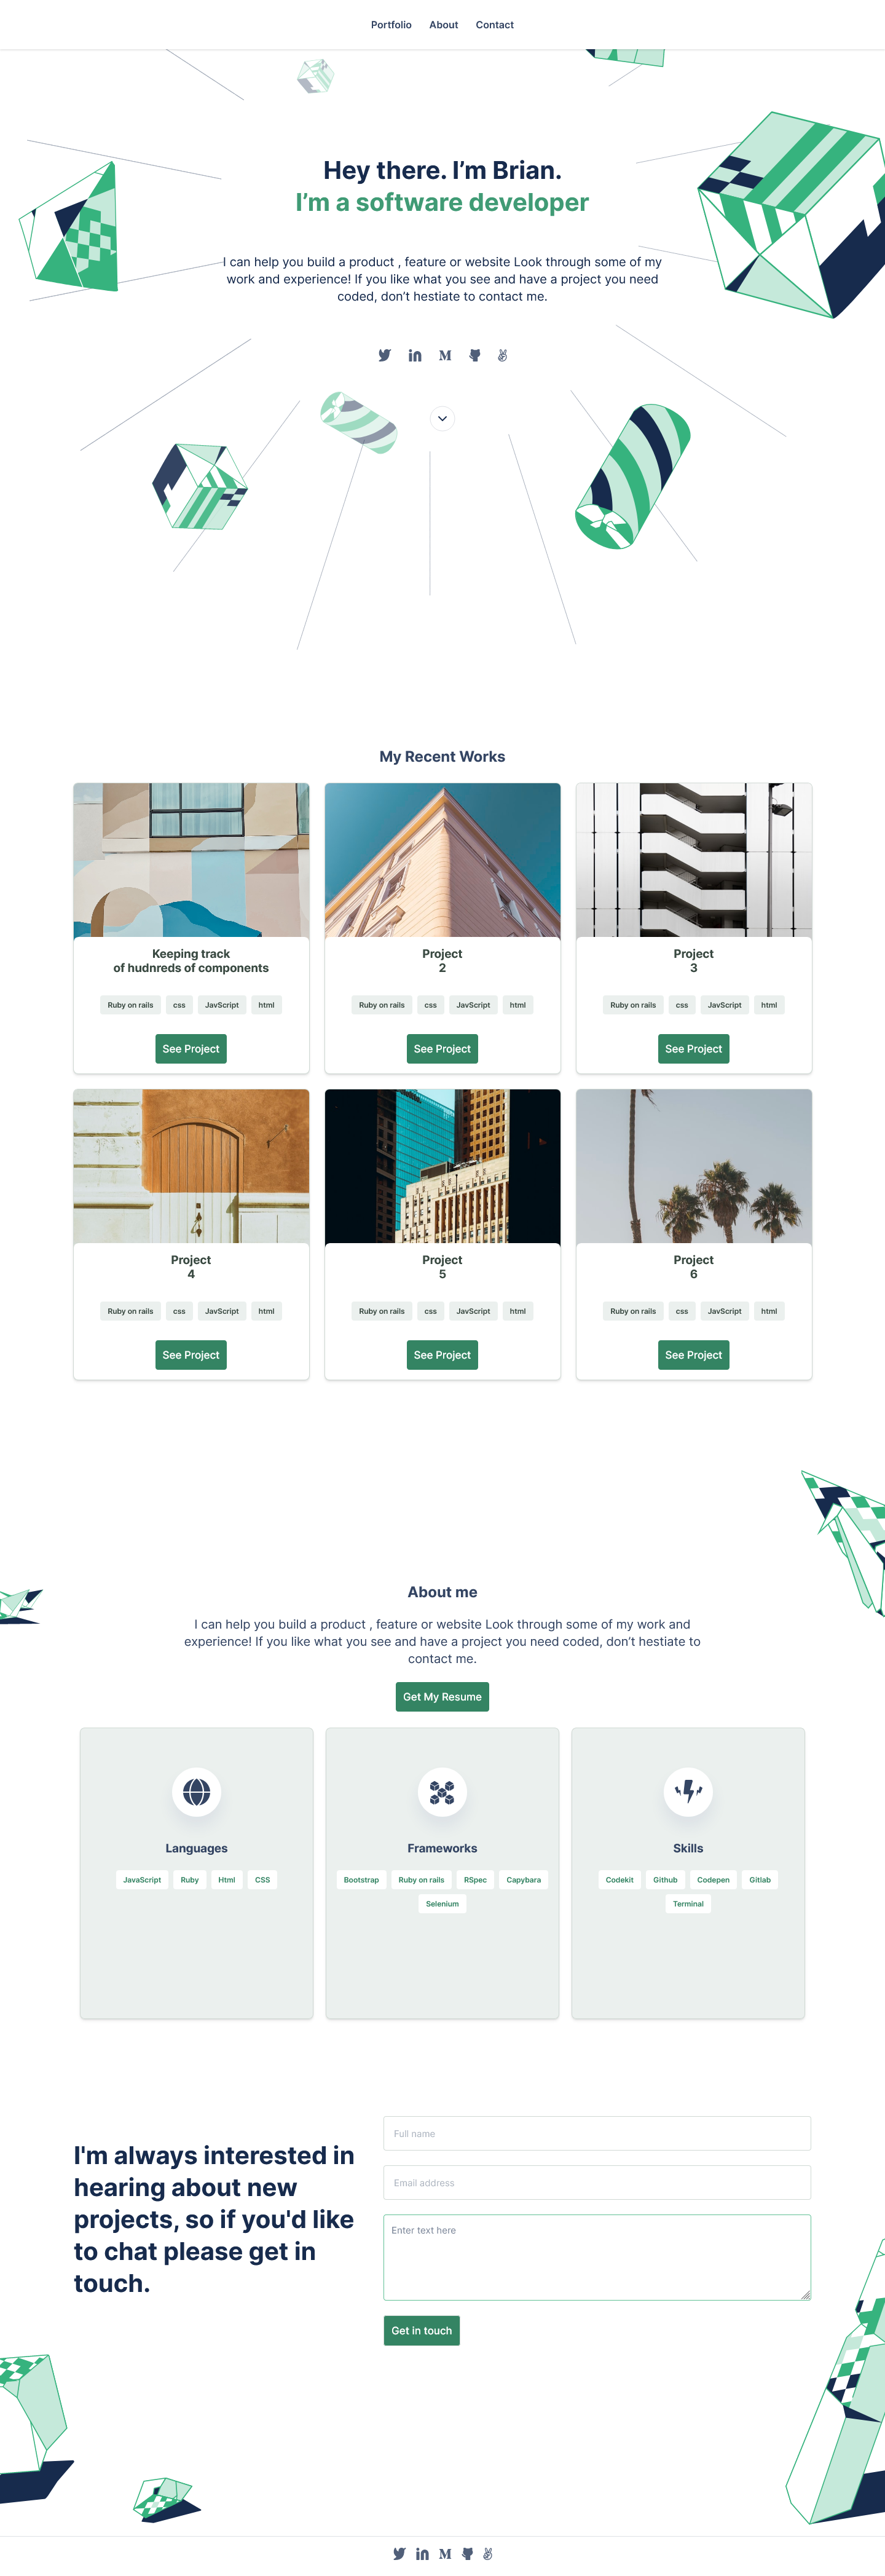 Portfolio About Contact
Hey there. I’m Brian.
I’m a software developer
I can help you build a product , feature or website Look through some of my
work and experience! If you like what you see and have a project you need
coded, don’t hestiate to contact me.
My Recent Works
Keeping track
of hudnreds of components
Ruby on rails css JavScript html
See Project
Project
2
Ruby on rails css JavScript html
See Project
Project
3
Ruby on rails css JavScript html
See Project
Project
4
Ruby on rails css JavScript html
See Project
Project
5
Ruby on rails css JavScript html
See Project
Project
6
Ruby on rails css JavScript html
See Project
About me
I can help you build a product , feature or website Look through some of my work and
experience! If you like what you see and have a project you need coded, don’t hestiate to
contact me.
Get My Resume
Languages
JavaScript Ruby Html CSS
Frameworks
Bootstrap Ruby on rails RSpec Capybara
Selenium
Skills
Codekit Github Codepen Gitlab
Terminal
I'm always interested in
hearing about new
projects, so if you'd like
to chat please get in
touch.
Full name
Email address
Enter text here
Get in touch